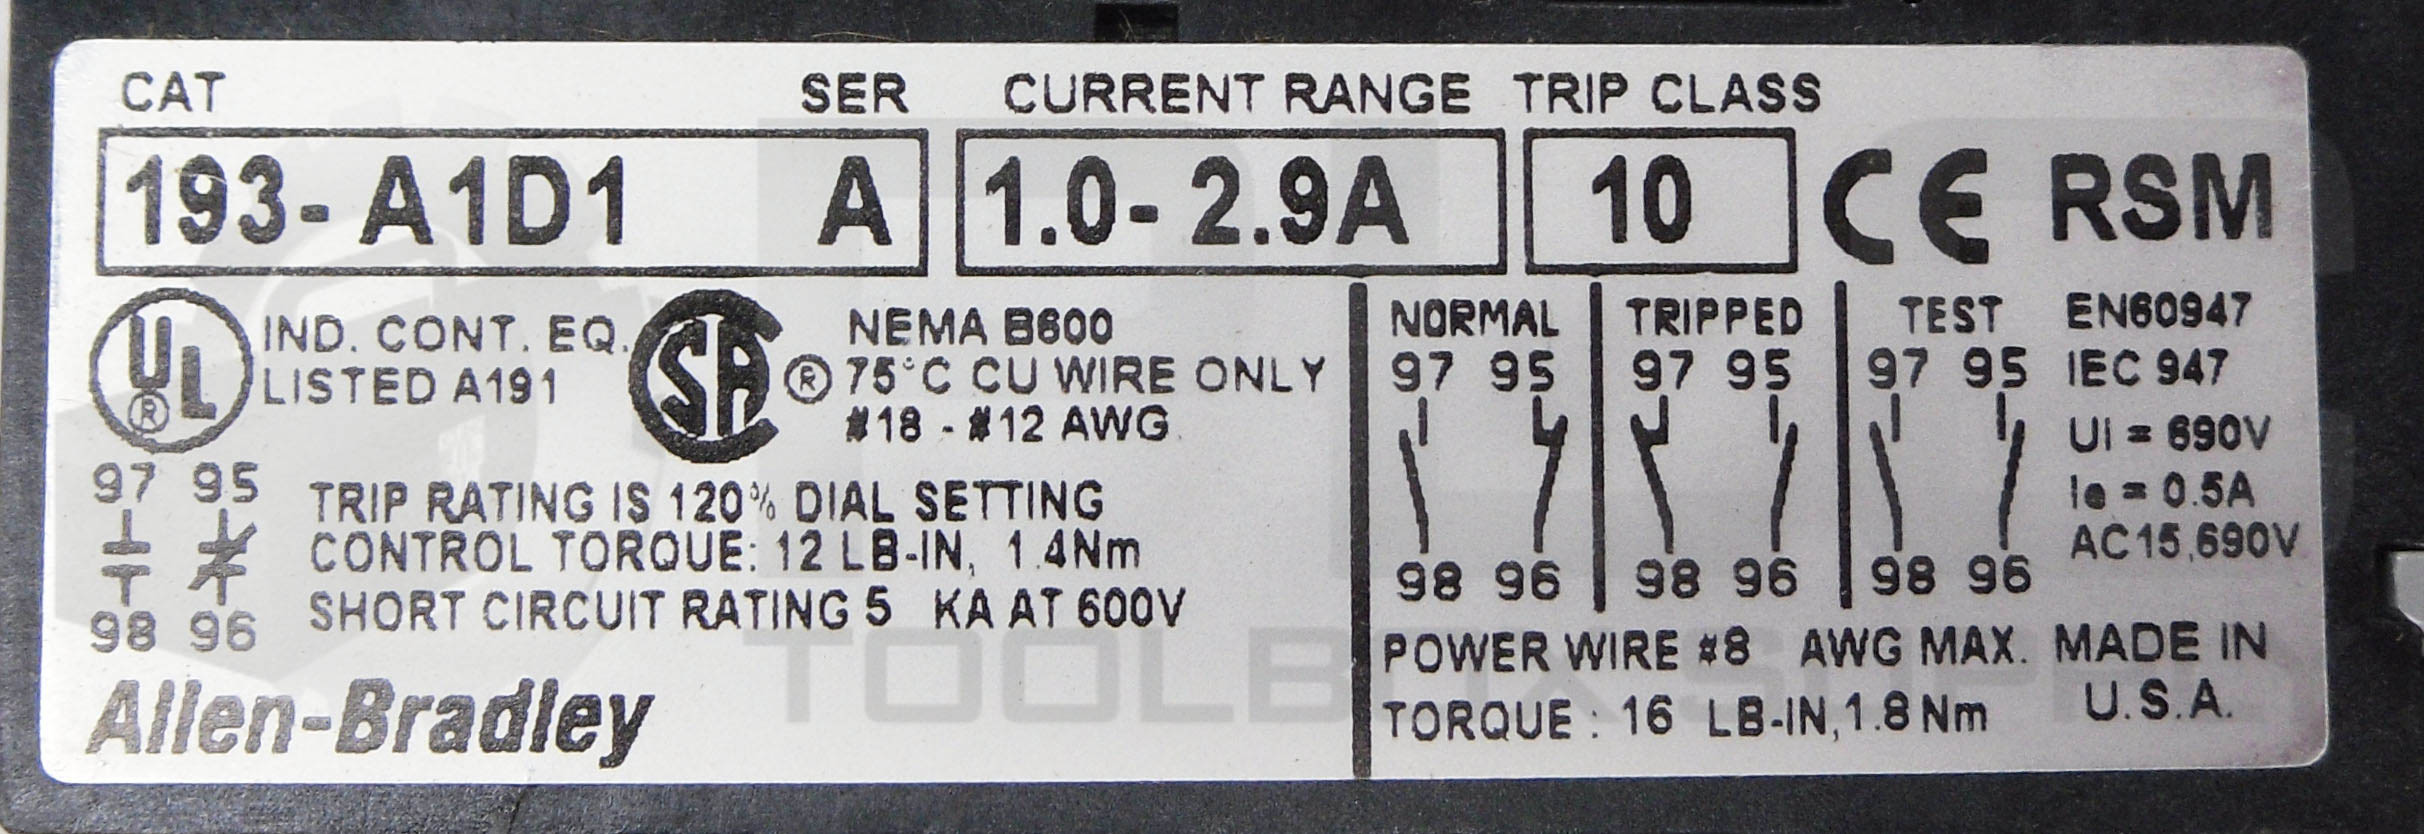 CAT SER CURRENT RANGE TRIP CLASS
193-A1D1 A 1.0-2.9A 10 CE RSM
UL ® IND. CONT. EQ.
LISTED A191
SA ®
NEMA B600
75°C CU WIRE ONLY
#18 - #12 AWG
97 95
98 96
TRIP RATING IS 120% DIAL SETTING
CONTROL TORQUE: 12 LB-IN, 1.4Nm
SHORT CIRCUIT RATING 5 KA AT 600V
Allen-Bradley
NORMAL TRIPPED TEST
97 95 97 95 97 95
98 96 98 96 98 96
EN60947
IEC 947
Ui = 690V
Ie = 0.5A
AC15,690V
POWER WIRE #8 AWG MAX.
TORQUE: 16 LB-IN, 1.8Nm
MADE IN
U.S.A.